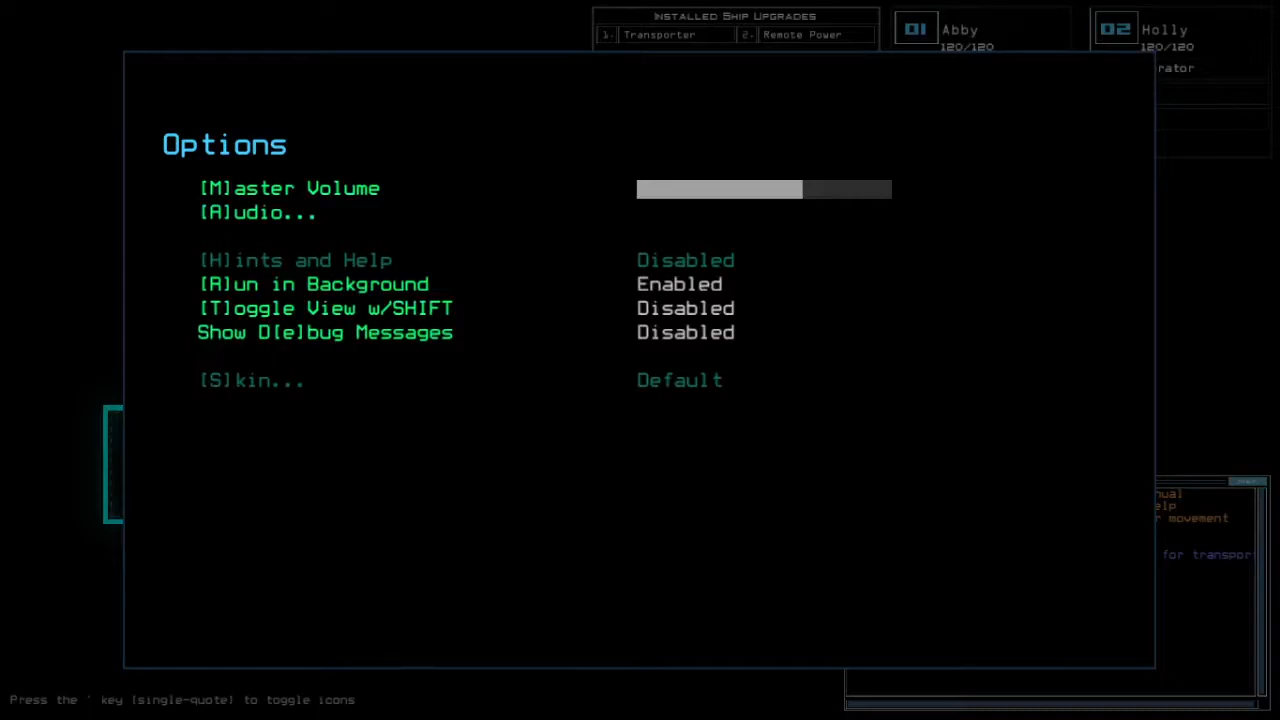 Installed Ship Upgrades
1. Transporter 2. Remote Power
01 Abby
120/120
02 Holly
120/120
rator
Options
[M]aster Volume
[A]udio...
[H]ints and Help Disabled
[R]un in Background Enabled
[T]oggle View w/SHIFT Disabled
Show D[e]bug Messages Disabled
[S]kin... Default
nual
elp
r movement
for transpor
Press the ' key [single-quote] to toggle icons